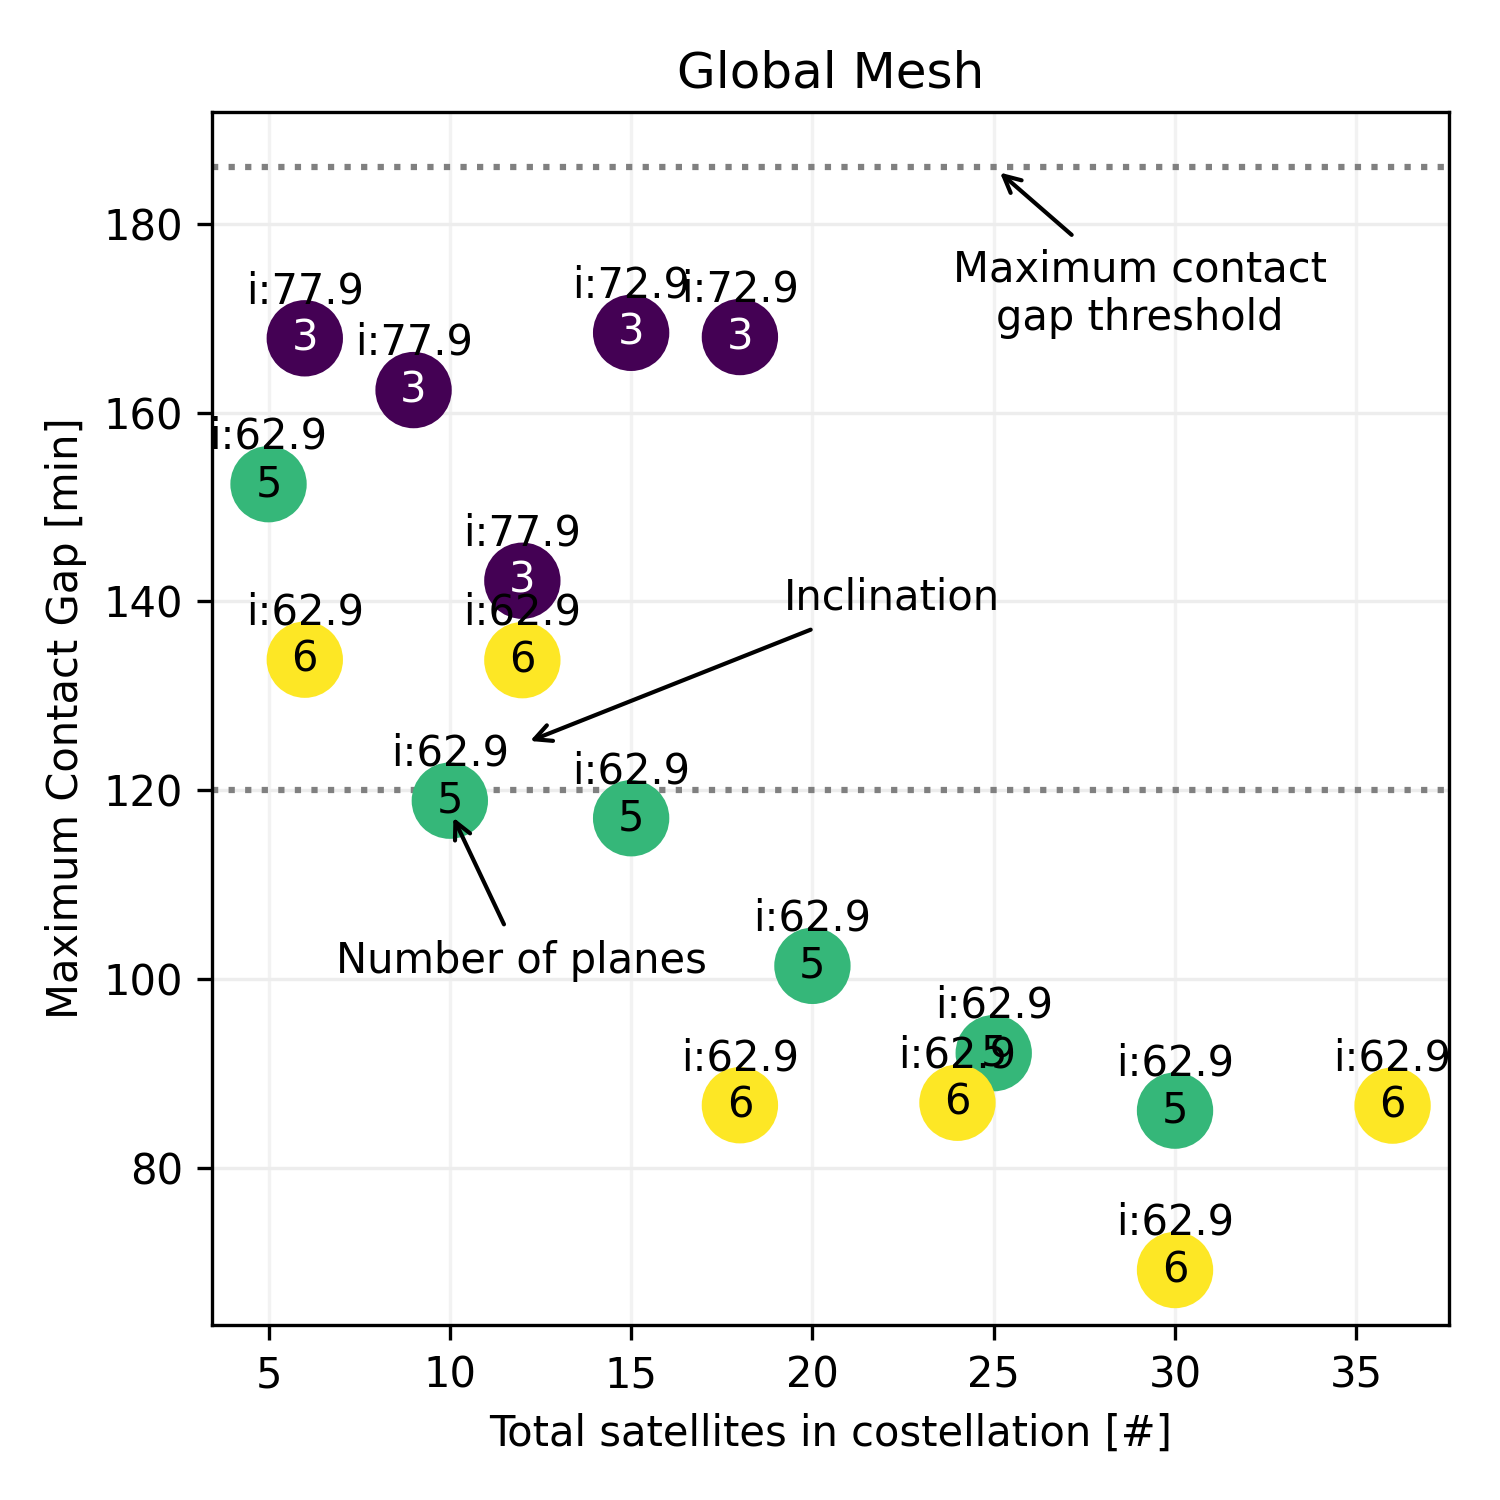 Global Mesh
Maximum Contact Gap [min]
180
160
140
120
100
80
Maximum contact
gap threshold
i:77.9
3
i:77.9
3
i:72.9
3
i:72.9
3
i:62.9
5
i:77.9
3
i:62.9
6
i:62.9
6
Inclination
i:62.9
5
i:62.9
5
Number of planes
i:62.9
5
i:62.9
5
i:62.9
6
i:62.9
6
i:62.9
5
i:62.9
6
i:62.9
6
5
10
15
20
25
30
35
Total satellites in costellation [#]